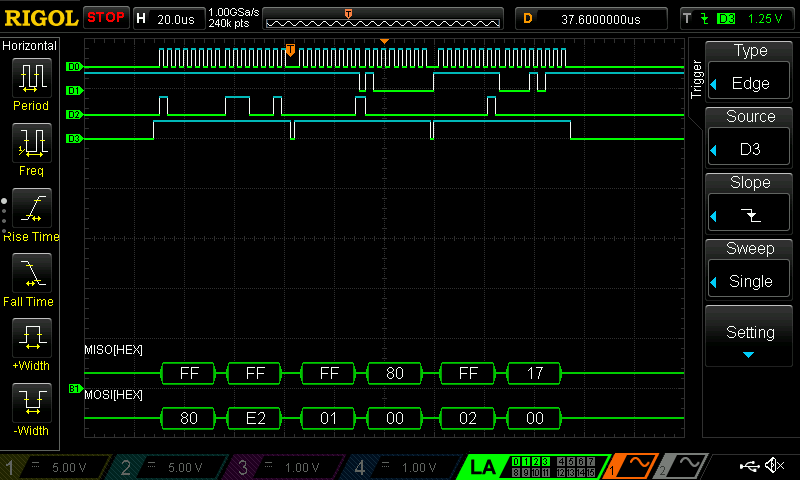 RIGOL STOP H 20.0us 1.00GSa/s 240k pts T D 37.6000000us T D3 1.25 V
Horizontal
Period
Freq
Rise Time
Fall Time
+Width
-Width
T
D0
D1
D2
D3
MISO[HEX]
FF FF FF 80 FF 17
B1
MOSI[HEX]
80 E2 01 00 02 00
Trigger
Type
Edge
Source
D3
Slope
Sweep
Single
Setting
1 5.00 V 2 5.00 V 3 1.00 V 4 1.00 V LA 0 1 2 3 4 5 6 7 1 2
8 9 10 11 12 13 14 15